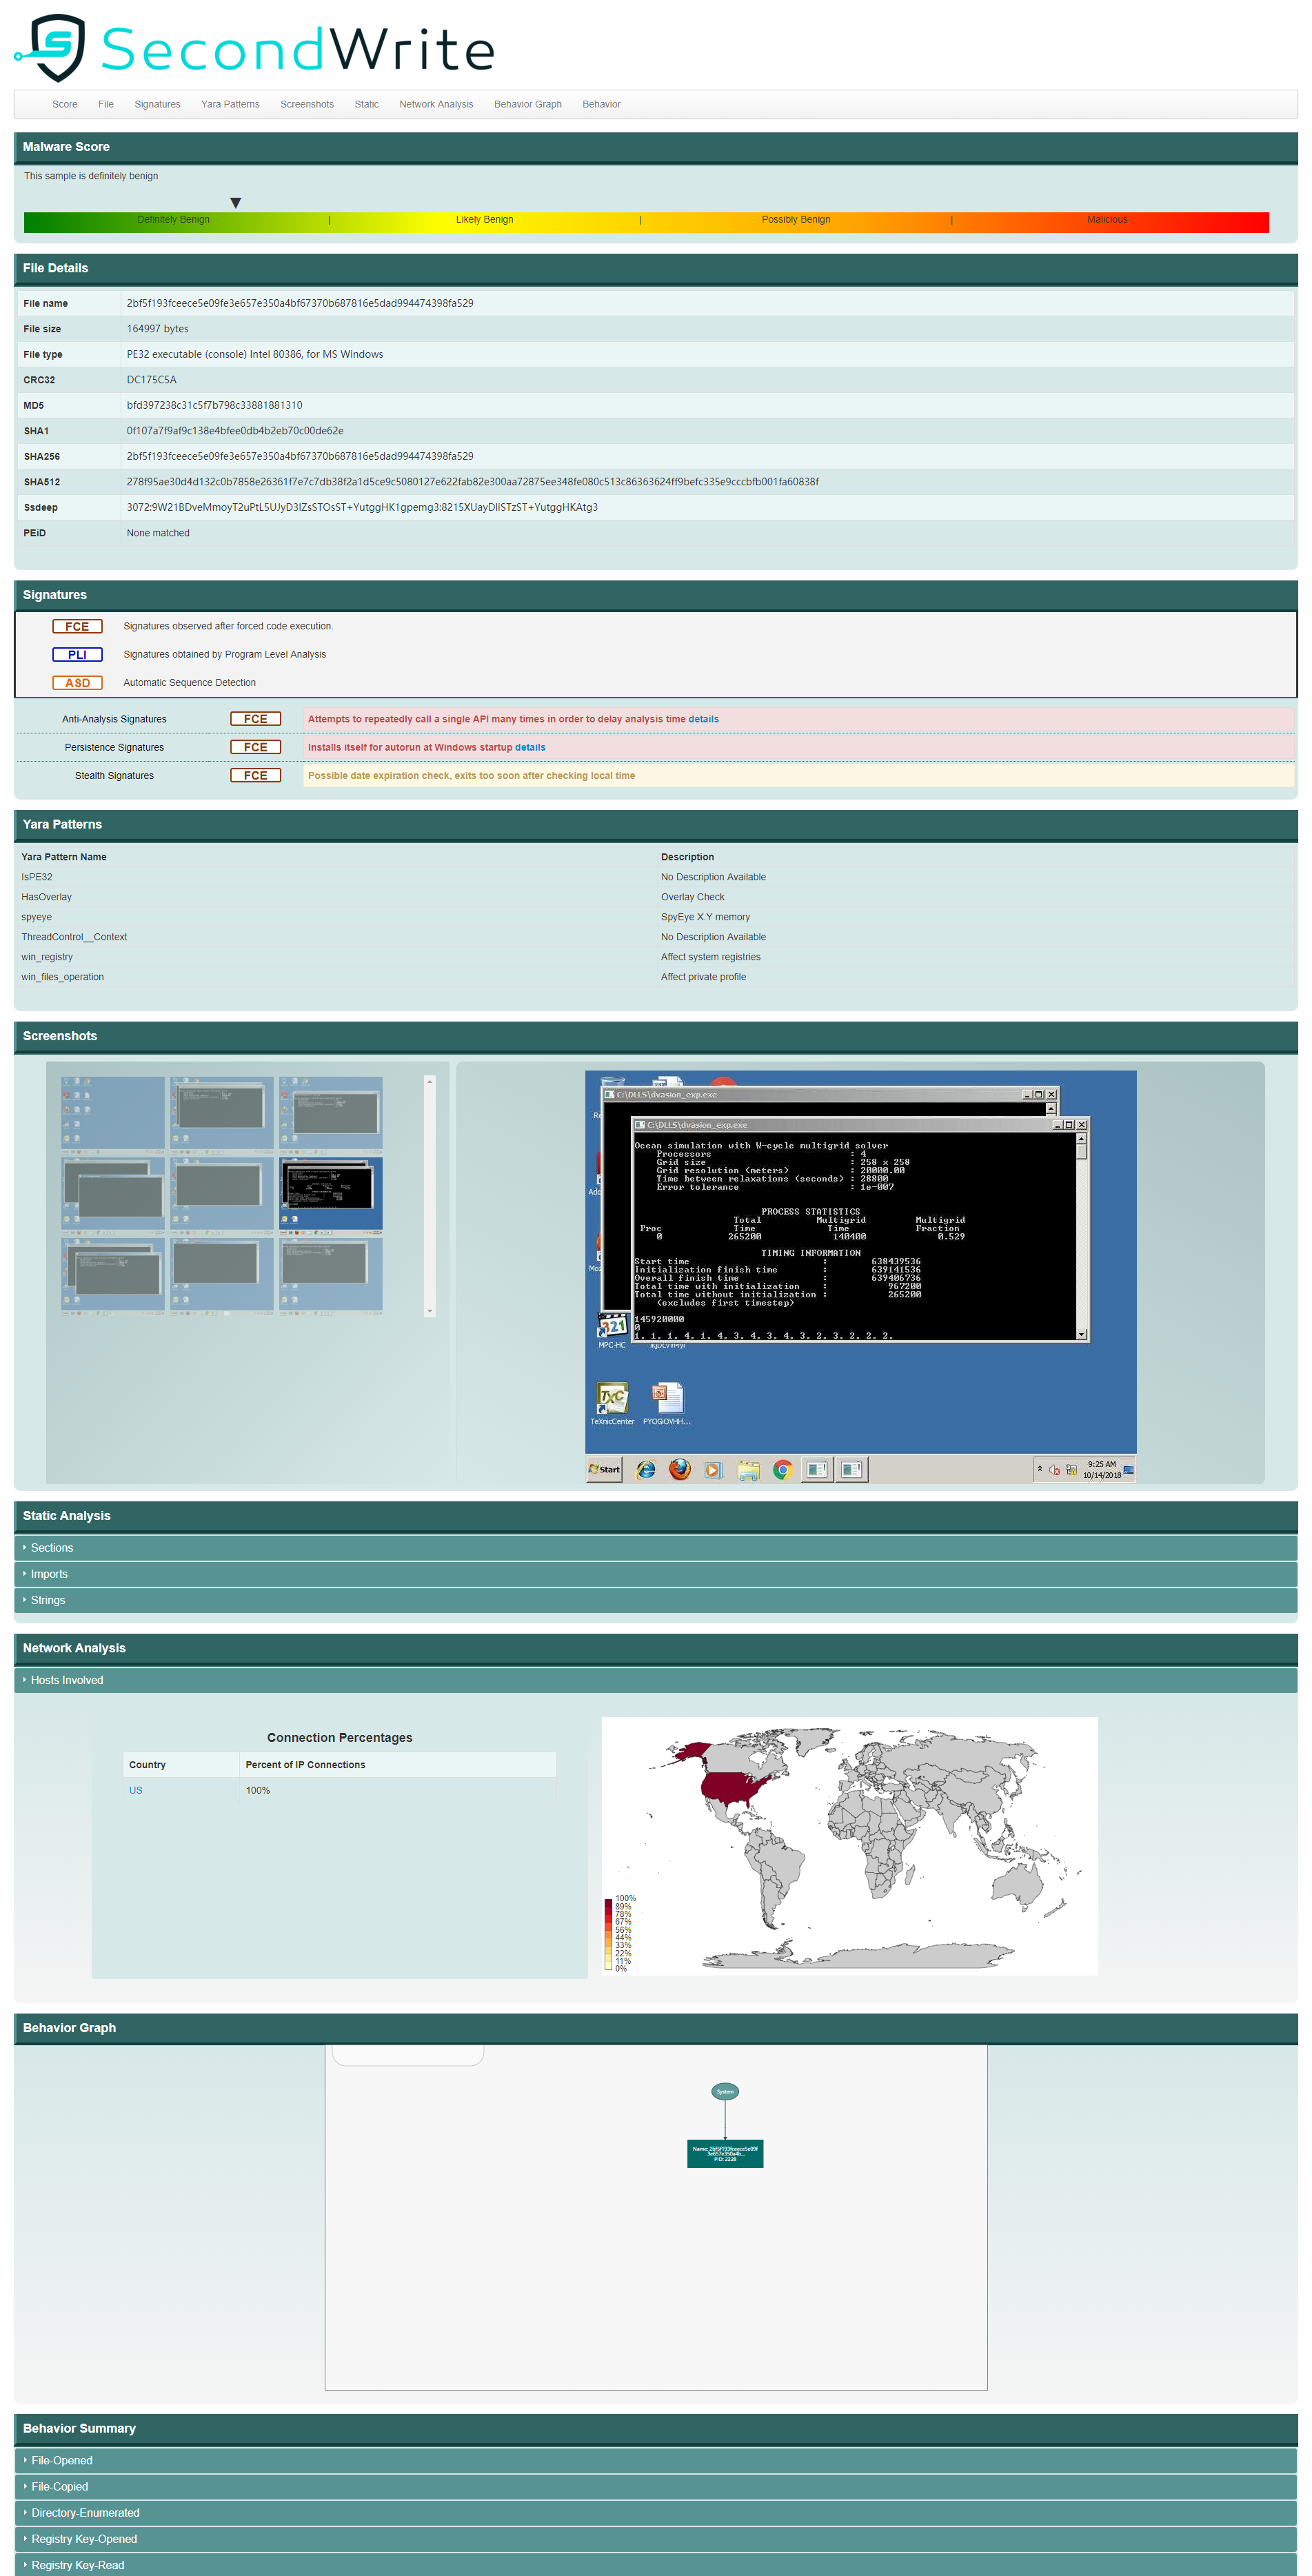 SecondWrite
Score File Signatures Yara Patterns Screenshots Static Network Analysis Behavior Graph Behavior
Malware Score
This sample is definitely benign
Definitely Benign | Likely Benign | Possibly Benign | Malicious
File Details
File name 2bf5f193fceece5e09fe3e657e350a4bf67370b687816e5dad994474398fa529
File size 164997 bytes
File type PE32 executable (console) Intel 80386, for MS Windows
CRC32 DC175C5A
MD5 bfd397238c31c5f7b798c33881881310
SHA1 0f107a7f9af9c138e4bfee0db4b2eb70c00de62e
SHA256 2bf5f193fceece5e09fe3e657e350a4bf67370b687816e5dad994474398fa529
SHA512 278f95ae30d4d132c0b7858e26361f7e7c7db38f2a1d5ce9c5080127e622fab82e300aa72875ee348fe080c513c86363624ff9befc335e9cccbfb001fa60838f
Ssdeep 3072:9W21BDveMmoyT2uPtL5UJyD3IZsSTOsST+YutggHK1gpemg3:8215XUayDIiSTzST+YutggHKAtg3
PEiD None matched
Signatures
FCE Signatures observed after forced code execution.
PLI Signatures obtained by Program Level Analysis
ASD Automatic Sequence Detection
Anti-Analysis Signatures FCE Attempts to repeatedly call a single API many times in order to delay analysis time details
Persistence Signatures FCE Installs itself for autorun at Windows startup details
Stealth Signatures FCE Possible date expiration check, exits too soon after checking local time
Yara Patterns
Yara Pattern Name Description
IsPE32 No Description Available
HasOverlay Overlay Check
spyeye SpyEye X.Y memory
ThreadControl__Context No Description Available
win_registry Affect system registries
win_files_operation Affect private profile
Screenshots
C:\DLLS\dvasion_exp.exe
C:\DLLS\dvasion_exp.exe
Ocean simulation with W-cycle multigrid solver
Processors : 4
Grid size : 258 x 258
Grid resolution (meters) : 20000.00
Time between relaxations (seconds) : 28800
Error tolerance : 1e-007
PROCESS STATISTICS
Total Multigrid Multigrid
Proc Time Time Fraction
0 265200 140400 0.529
TIMING INFORMATION
Start time : 638439536
Initialization finish time : 639141536
Overall finish time : 639406736
Total time with initialization : 967200
Total time without initialization : 265200
(excludes first timestep)
145920000
0
1, 1, 1, 4, 1, 4, 3, 4, 3, 4, 3, 2, 3, 2, 2, 2,
MPC-HC
TeXnicCenter PYOGIOVHH...
Start 9:25 AM
10/14/2018
Static Analysis
Sections
Imports
Strings
Network Analysis
Hosts Involved
Connection Percentages
Country Percent of IP Connections
US 100%
100%
89%
78%
67%
56%
44%
33%
22%
11%
0%
Behavior Graph
System
Name: 2bf5f193fceece5e09f
3e657e350a4b...
PID: 2228
Behavior Summary
File-Opened
File-Copied
Directory-Enumerated
Registry Key-Opened
Registry Key-Read